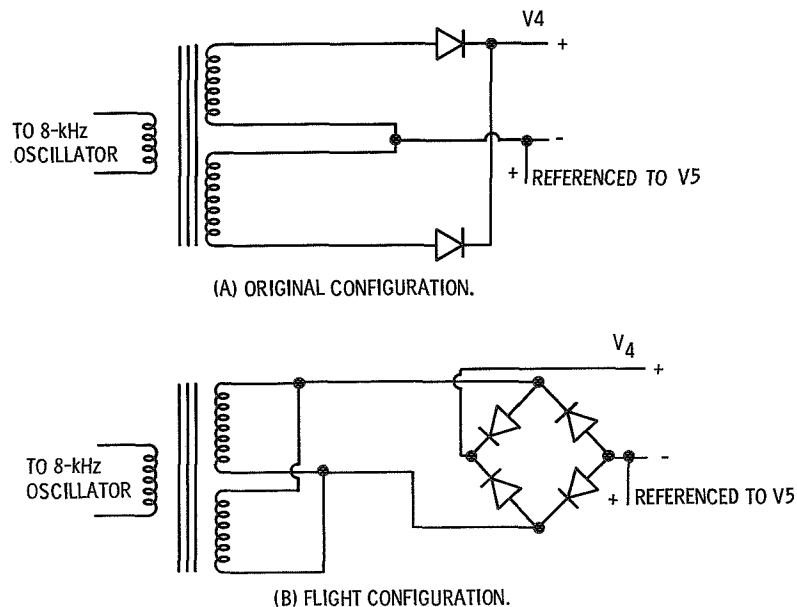 V4
+
TO 8-kHz
OSCILLATOR
-
+ REFERENCED TO V5
(A) ORIGINAL CONFIGURATION.
V4
+
TO 8-kHz
OSCILLATOR
-
+ REFERENCED TO V5
(B) FLIGHT CONFIGURATION.